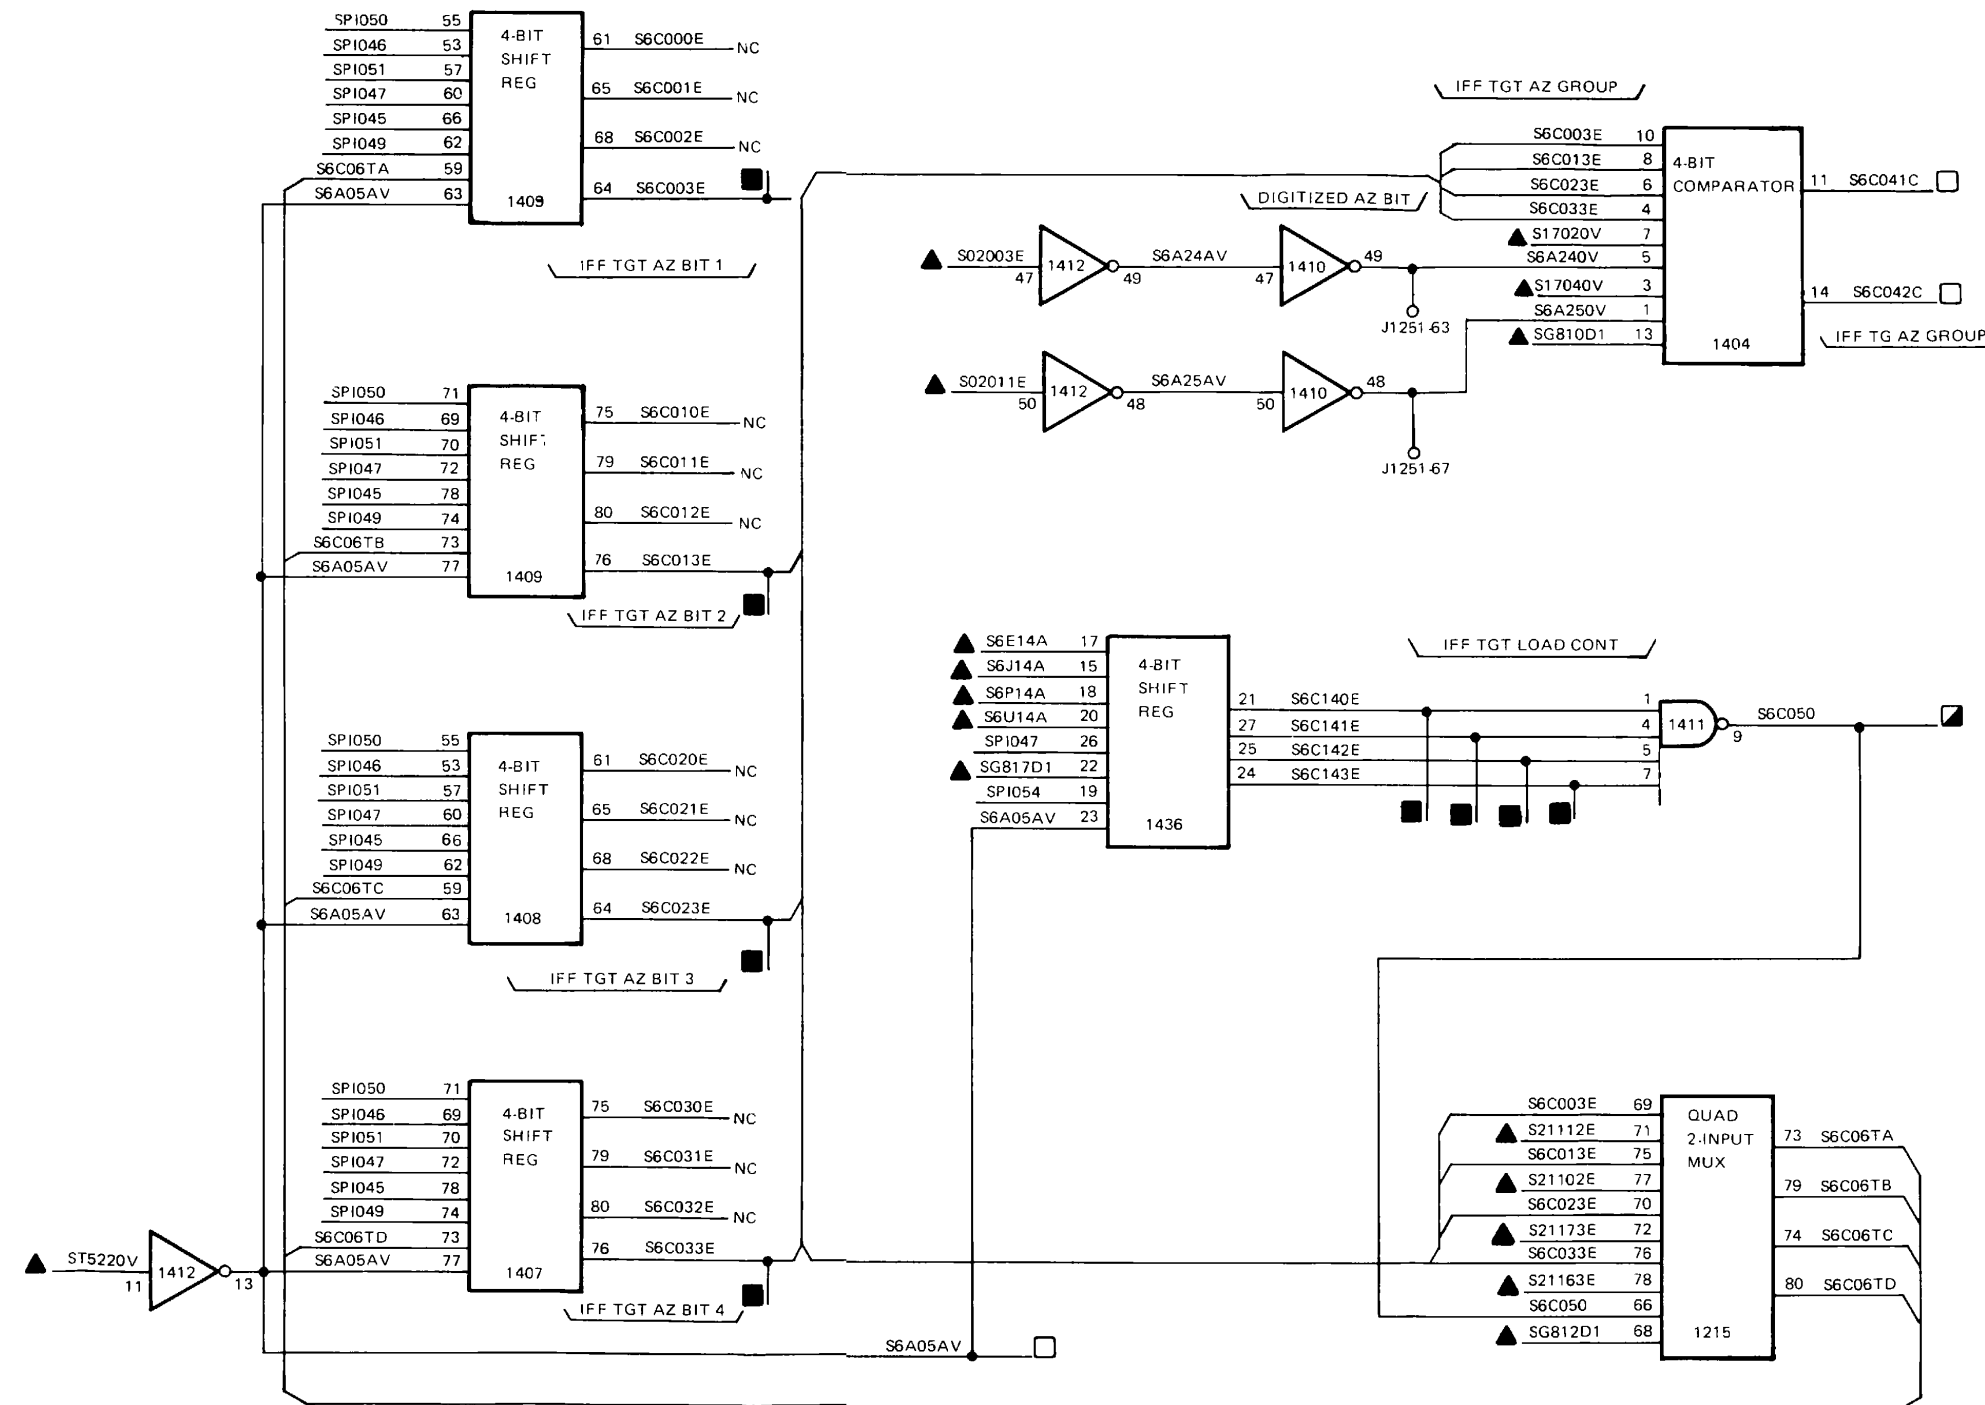 SPI050 55
SPI046 53
SPI051 57
SPI047 60
SPI045 66
SPI049 62
S6C06TA 59
S6A05AV 63
4-BIT
SHIFT
REG
1409
61 S6C000E NC
65 S6C001E NC
68 S6C002E NC
64 S6C003E
IFF TGT AZ BIT 1
SPI050 71
SPI046 69
SPI051 70
SPI047 72
SPI045 78
SPI049 74
S6C06TB 73
S6A05AV 77
4-BIT
SHIFT
REG
1409
75 S6C010E NC
79 S6C011E NC
80 S6C012E NC
76 S6C013E
IFF TGT AZ BIT 2
SPI050 55
SPI046 53
SPI051 57
SPI047 60
SPI045 66
SPI049 62
S6C06TC 59
S6A05AV 63
4-BIT
SHIFT
REG
1408
61 S6C020E NC
65 S6C021E NC
68 S6C022E NC
64 S6C023E
IFF TGT AZ BIT 3
SPI050 71
SPI046 69
SPI051 70
SPI047 72
SPI045 78
SPI049 74
S6C06TD 73
S6A05AV 77
4-BIT
SHIFT
REG
1407
75 S6C030E NC
79 S6C031E NC
80 S6C032E NC
76 S6C033E
IFF TGT AZ BIT 4
ST5220V
11 1412 13
S6A05AV
IFF TGT AZ GROUP
DIGITIZED AZ BIT
S02003E
47 1412 49
S6A24AV
47 1410 49
J1251-63
S02011E
50 1412 48
S6A25AV
50 1410 48
J1251-67
S6C003E 10
S6C013E 8
S6C023E 6
S6C033E 4
S17020V 7
S6A240V 5
S17040V 3
S6A250V 1
SG810D1 13
4-BIT
COMPARATOR
1404
11 S6C041C
14 S6C042C
IFF TG AZ GROUP
S6E14A 17
S6J14A 15
S6P14A 18
S6U14A 20
SPI047 26
SG817D1 22
SPI054 19
S6A05AV 23
4-BIT
SHIFT
REG
1436
21 S6C140E 1
27 S6C141E 4
25 S6C142E 5
24 S6C143E 7
IFF TGT LOAD CONT
1411
9
S6C050
S6C003E 69
S21112E 71
S6C013E 75
S21102E 77
S6C023E 70
S21173E 72
S6C033E 76
S21163E 78
S6C050 66
SG812D1 68
QUAD
2-INPUT
MUX
1215
73 S6C06TA
79 S6C06TB
74 S6C06TC
80 S6C06TD